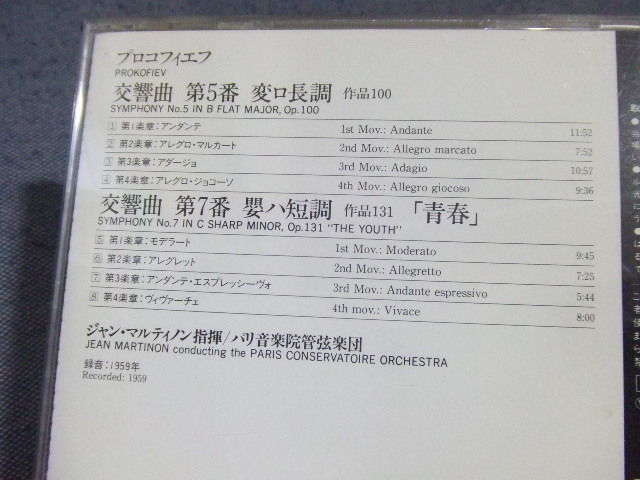 プロコフィエフ
PROKOFIEV
交響曲 第5番 変ロ長調 作品100
SYMPHONY No.5 IN B FLAT MAJOR, Op.100
1 第1楽章:アンダンテ 1st Mov.: Andante 11:52
2 第2楽章:アレグロ・マルカート 2nd Mov.: Allegro marcato 7:52
3 第3楽章:アダージョ 3rd Mov.: Adagio 10:57
4 第4楽章:アレグロ・ジョコーソ 4th Mov.: Allegro giocoso 9:36
交響曲 第7番 嬰ハ短調 作品131 「青春」
SYMPHONY No.7 IN C SHARP MINOR, Op.131 "THE YOUTH"
5 第1楽章:モデラート 1st Mov.: Moderato 9:45
6 第2楽章:アレグレット 2nd Mov.: Allegretto 7:25
7 第3楽章:アンダンテ・エスプレッシーヴォ 3rd Mov.: Andante espressivo 5:44
8 第4楽章:ヴィヴァーチェ 4th mov.: Vivace 8:00
ジャン・マルティノン指揮/パリ音楽院管弦楽団
JEAN MARTINON conducting the PARIS CONSERVATOIRE ORCHESTRA
録音:1959年
Recorded: 1959